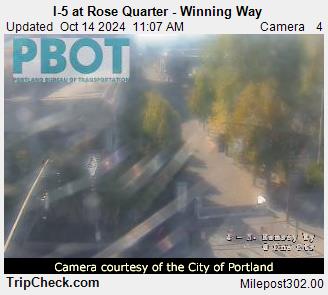 I-5 at Rose Quarter - Winning Way
Updated Oct 14 2024 11:07 AM Camera 4
PBOT
PORTLAND BUREAU OF TRANSPORTATION
Camera courtesy of the City of Portland
TripCheck.com Milepost302.00